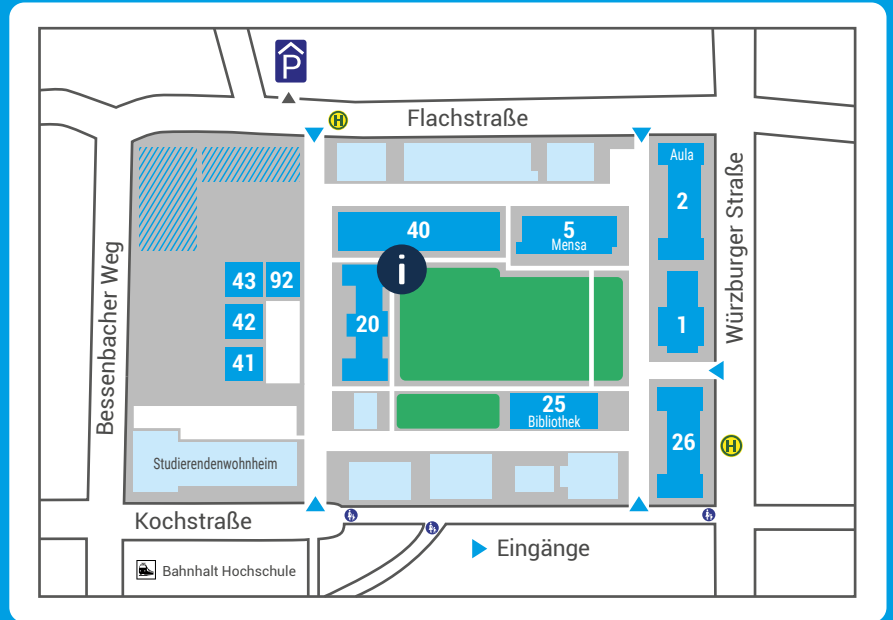 P
H
Flachstraße
Aula
2
40
5
Mensa
i
Würzburger Straße
Bessenbacher Weg
43
92
42
20
1
41
25
Bibliothek
26
H
Studierendenwohnheim
Kochstraße
Eingänge
Bahnhalt Hochschule